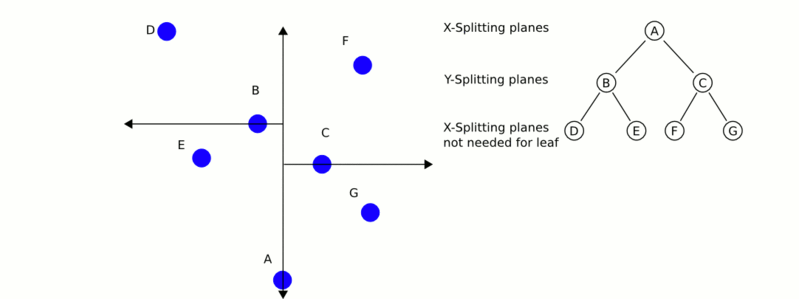 D
F
B
C
E
G
A
X-Splitting planes
Y-Splitting planes
X-Splitting planes
not needed for leaf
A
B
C
D
E
F
G